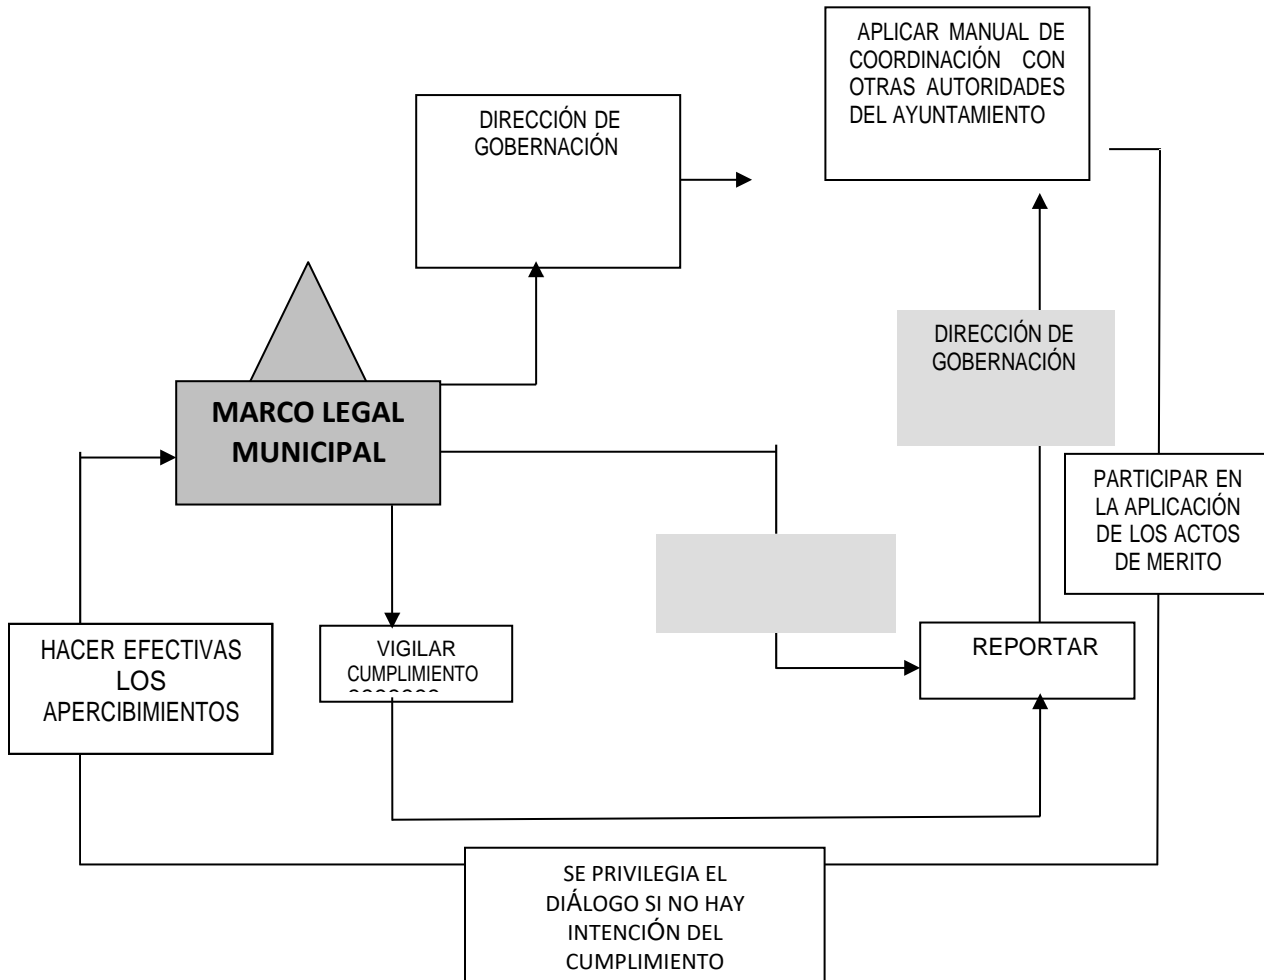 APLICAR MANUAL DE
COORDINACIÓN CON
OTRAS AUTORIDADES
DEL AYUNTAMIENTO
DIRECCIÓN DE
GOBERNACIÓN
DIRECCIÓN DE
GOBERNACIÓN
MARCO LEGAL
MUNICIPAL
PARTICIPAR EN
LA APLICACIÓN
DE LOS ACTOS
DE MERITO
HACER EFECTIVAS
LOS
APERCIBIMIENTOS
VIGILAR
CUMPLIMIENTO
REPORTAR
SE PRIVILEGIA EL
DIÁLOGO SI NO HAY
INTENCIÓN DEL
CUMPLIMIENTO